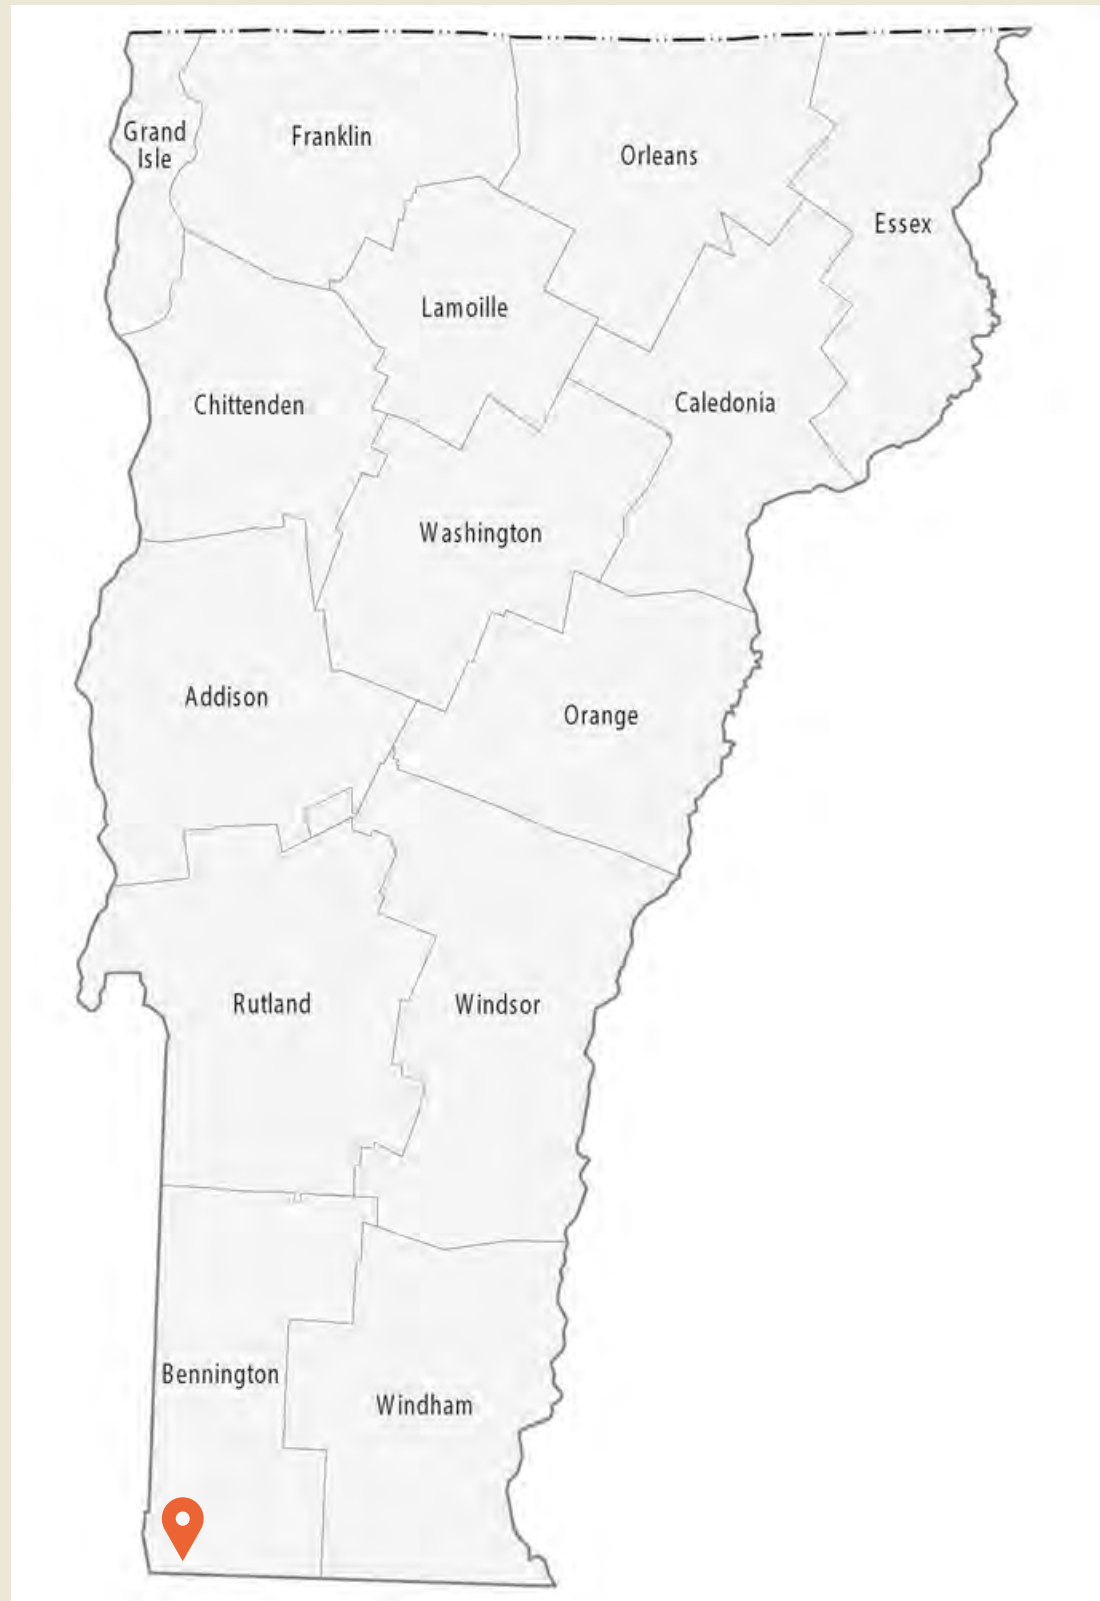 Grand
Isle
Franklin
Orleans
Essex
Lamoille
Chittenden
Caledonia
Washington
Addison
Orange
Rutland
Windsor
Bennington
Windham